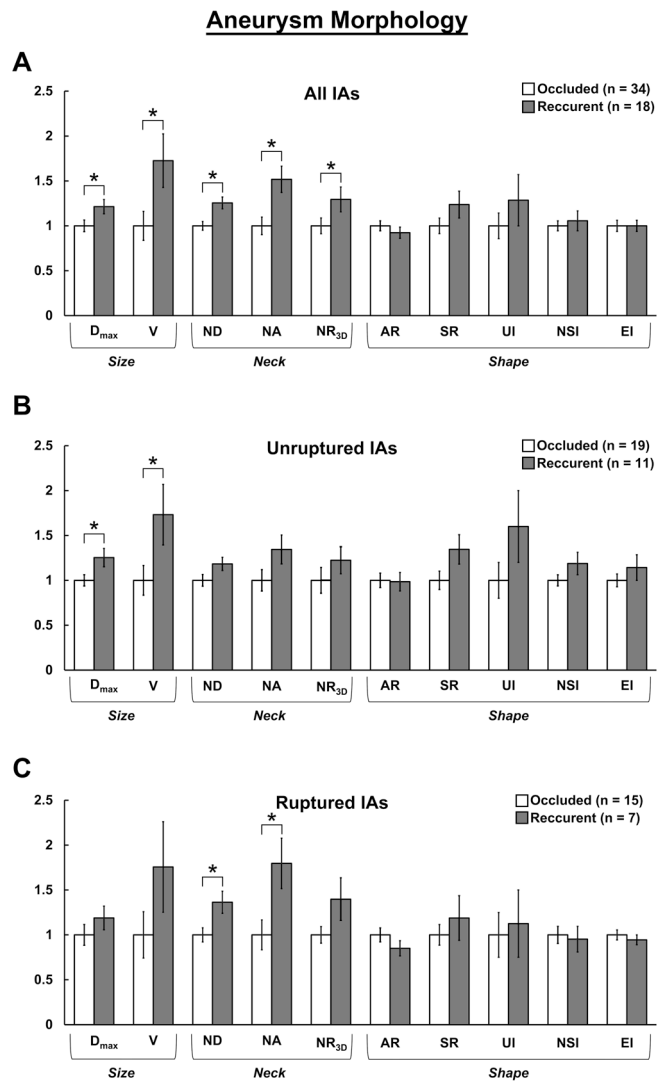 Aneurysm Morphology
A
All IAs
Occluded (n = 34)
Reccurent (n = 18)
2.5
2
1.5
1
0.5
0
* * * * *
Dmax V ND NA NR3D AR SR UI NSI EI
Size Neck Shape
B
Unruptured IAs
Occluded (n = 19)
Reccurent (n = 11)
2.5
2
1.5
1
0.5
0
* *
Dmax V ND NA NR3D AR SR UI NSI EI
Size Neck Shape
C
Ruptured IAs
Occluded (n = 15)
Reccurent (n = 7)
2.5
2
1.5
1
0.5
0
* *
Dmax V ND NA NR3D AR SR UI NSI EI
Size Neck Shape